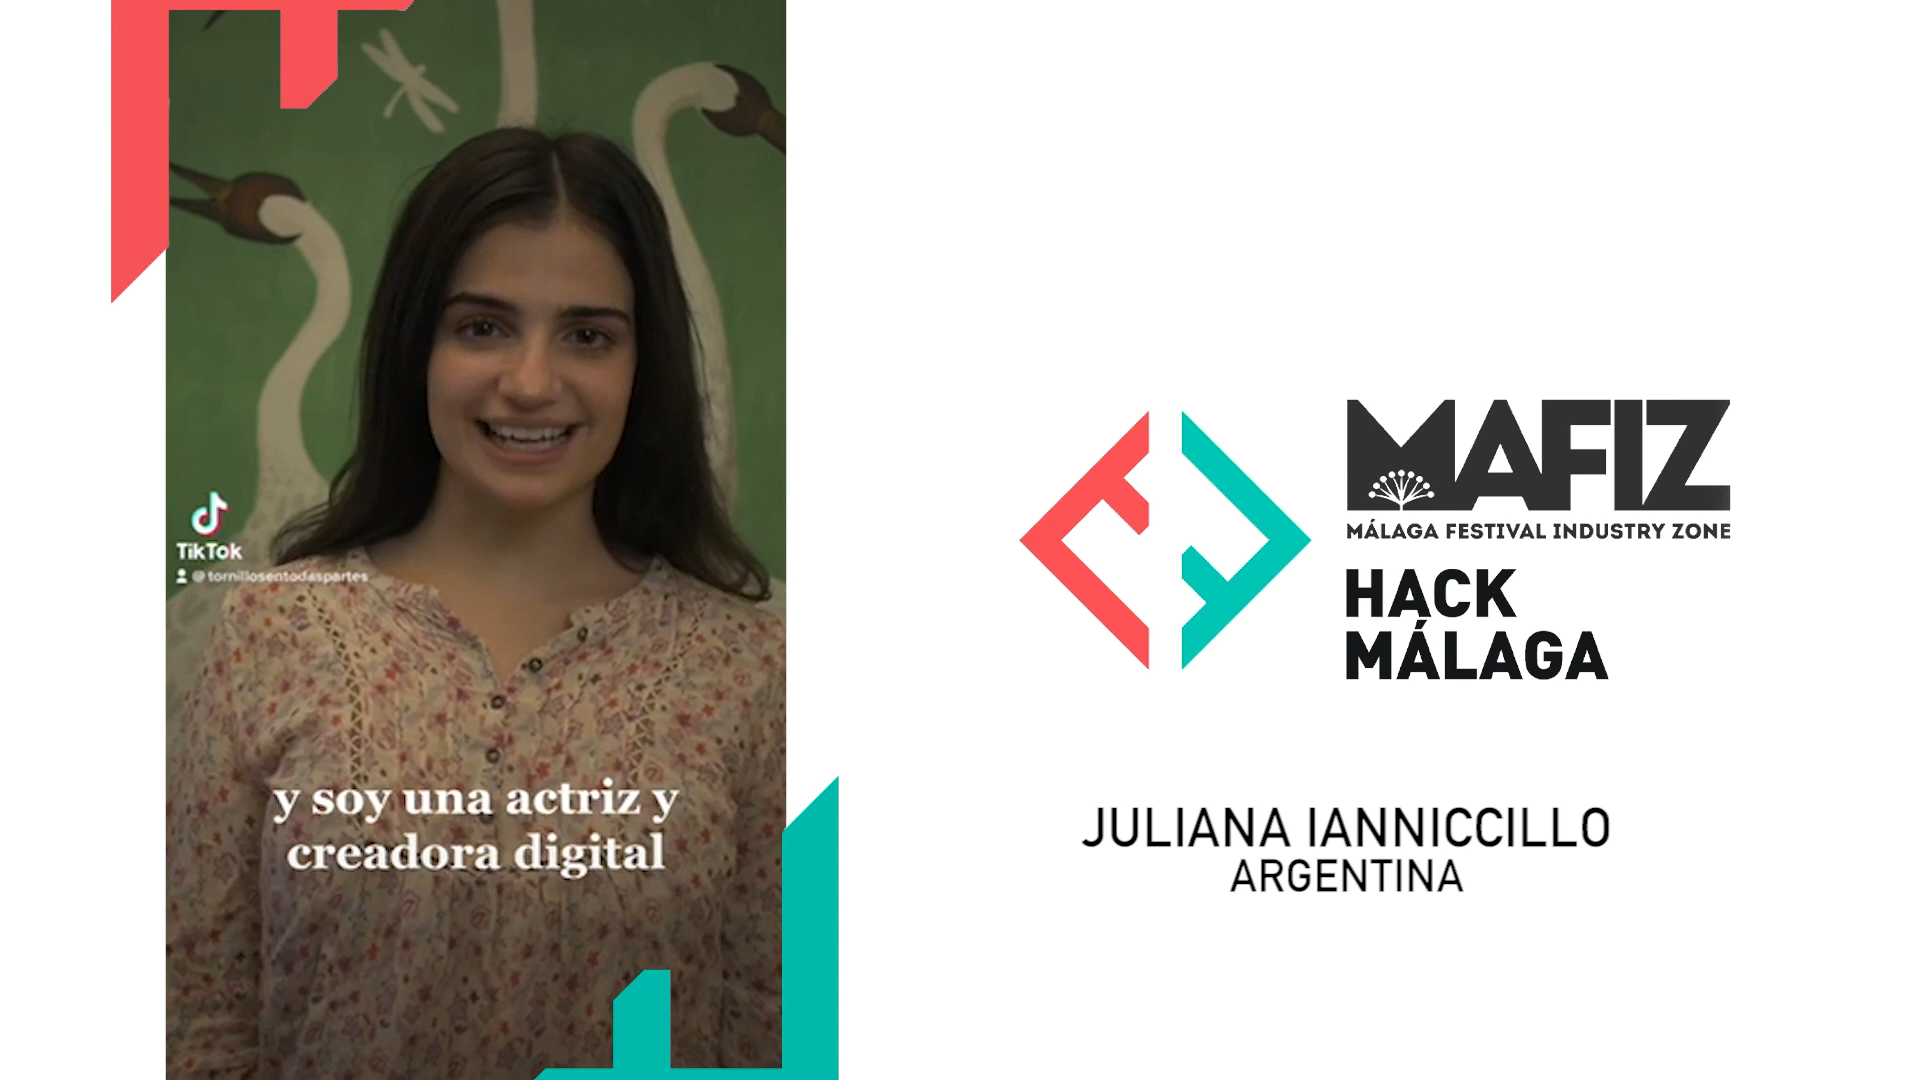 TikTok
@tornillosentodaspartes
y soy una actriz y
creadora digital
MAFIZ
MÁLAGA FESTIVAL INDUSTRY ZONE
HACK
MÁLAGA
JULIANA IANNICCILLO
ARGENTINA